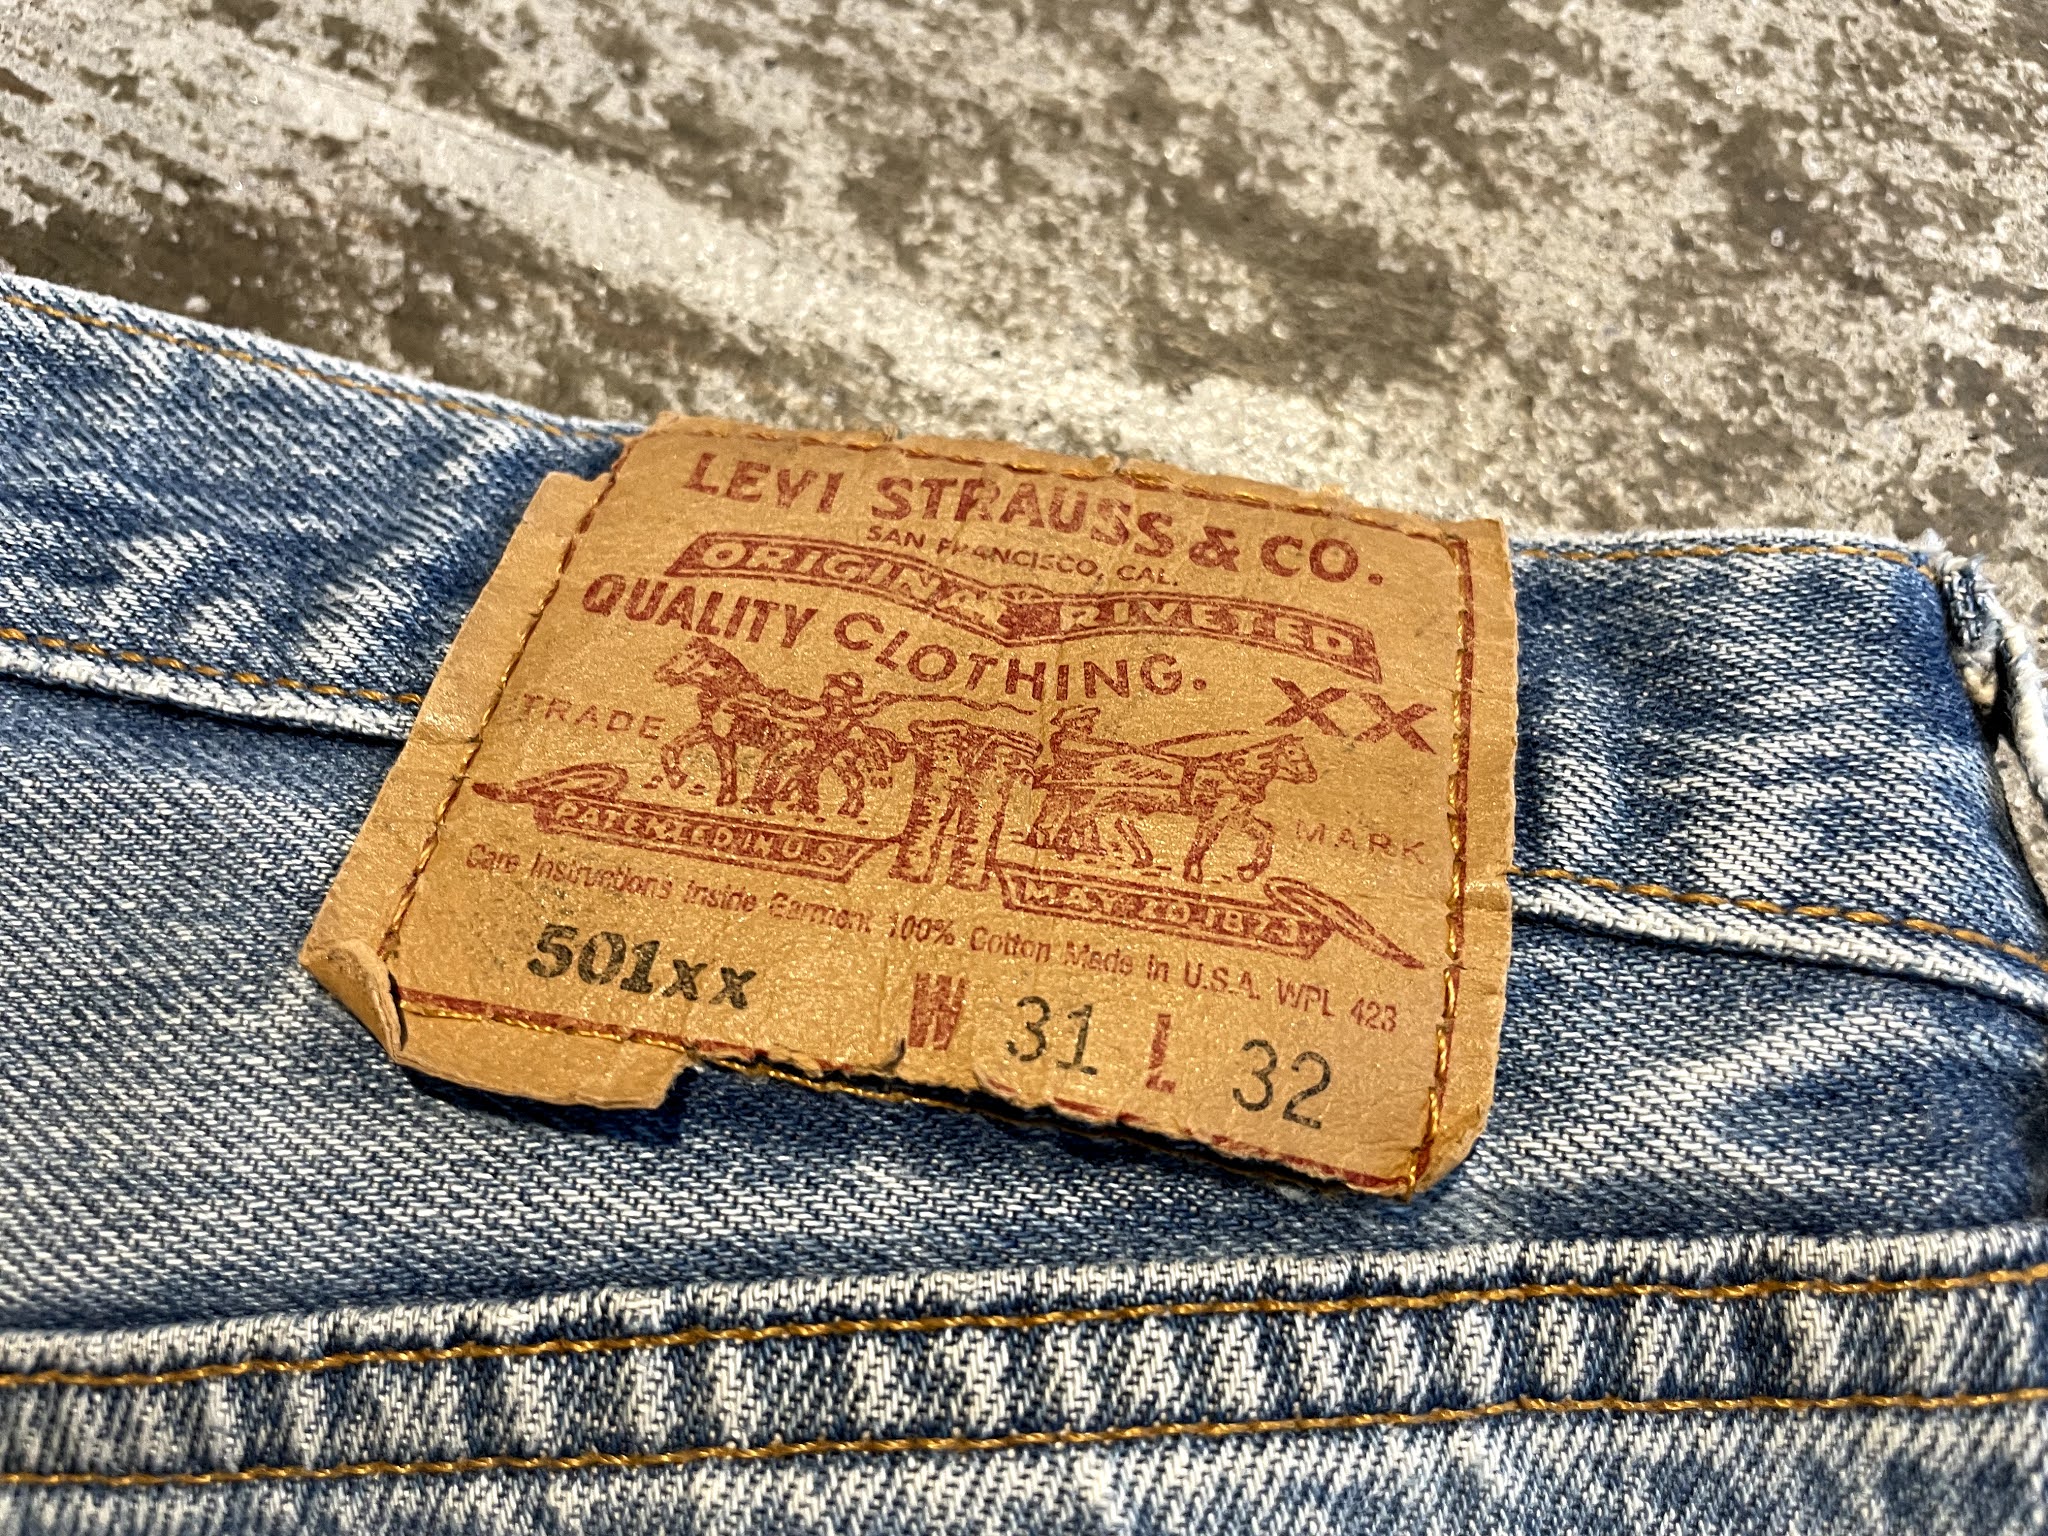 LEVI STRAUSS & CO.
SAN FRANCISCO, CAL.
ORIGINAL RIVETED
QUALITY CLOTHING.
TRADE XX MARK
PATENTED IN U.S. MAY 20 1873
Care Instructions Inside Garment 100% Cotton Made in U.S.A. WPL 423
501xx W 31 L 32